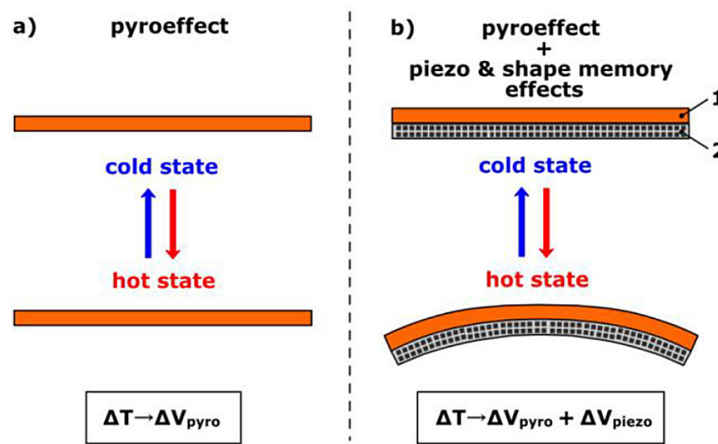 a)
pyroeffect
cold state
hot state
ΔT→ΔVpyro
b)
pyroeffect
+
piezo & shape memory
effects
1
2
cold state
hot state
ΔT→ΔVpyro + ΔVpiezo